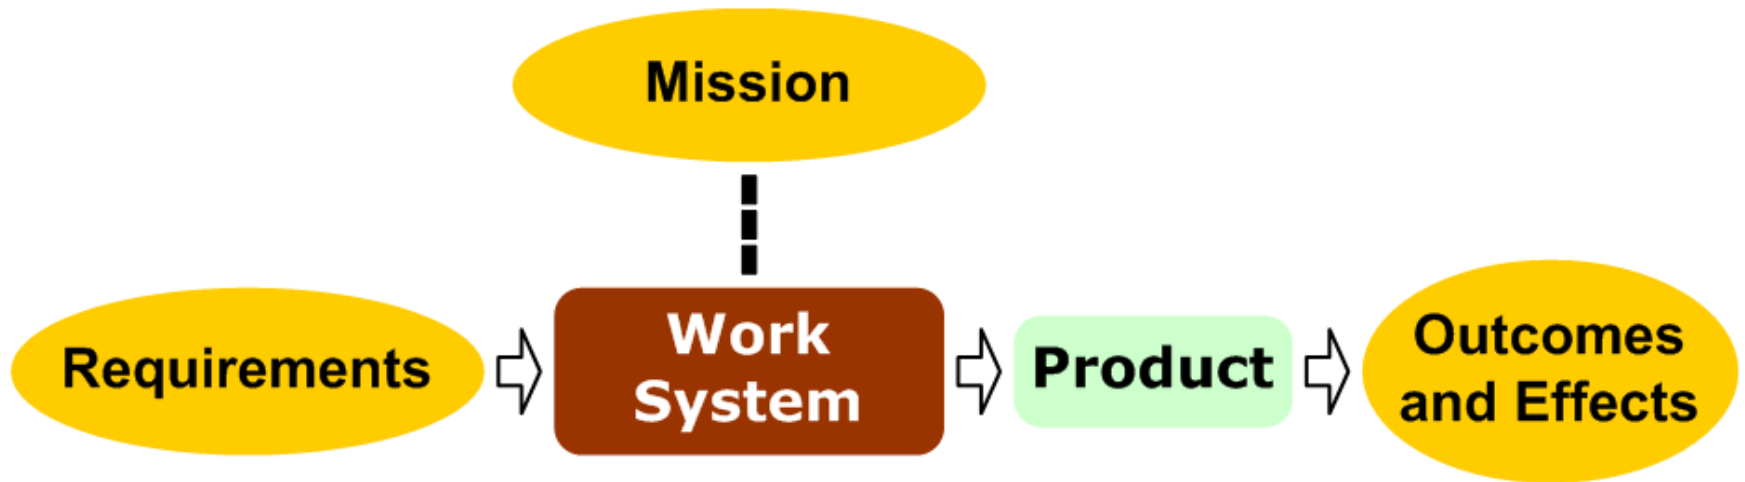 Mission
Requirements
Work
System
Product
Outcomes
and Effects